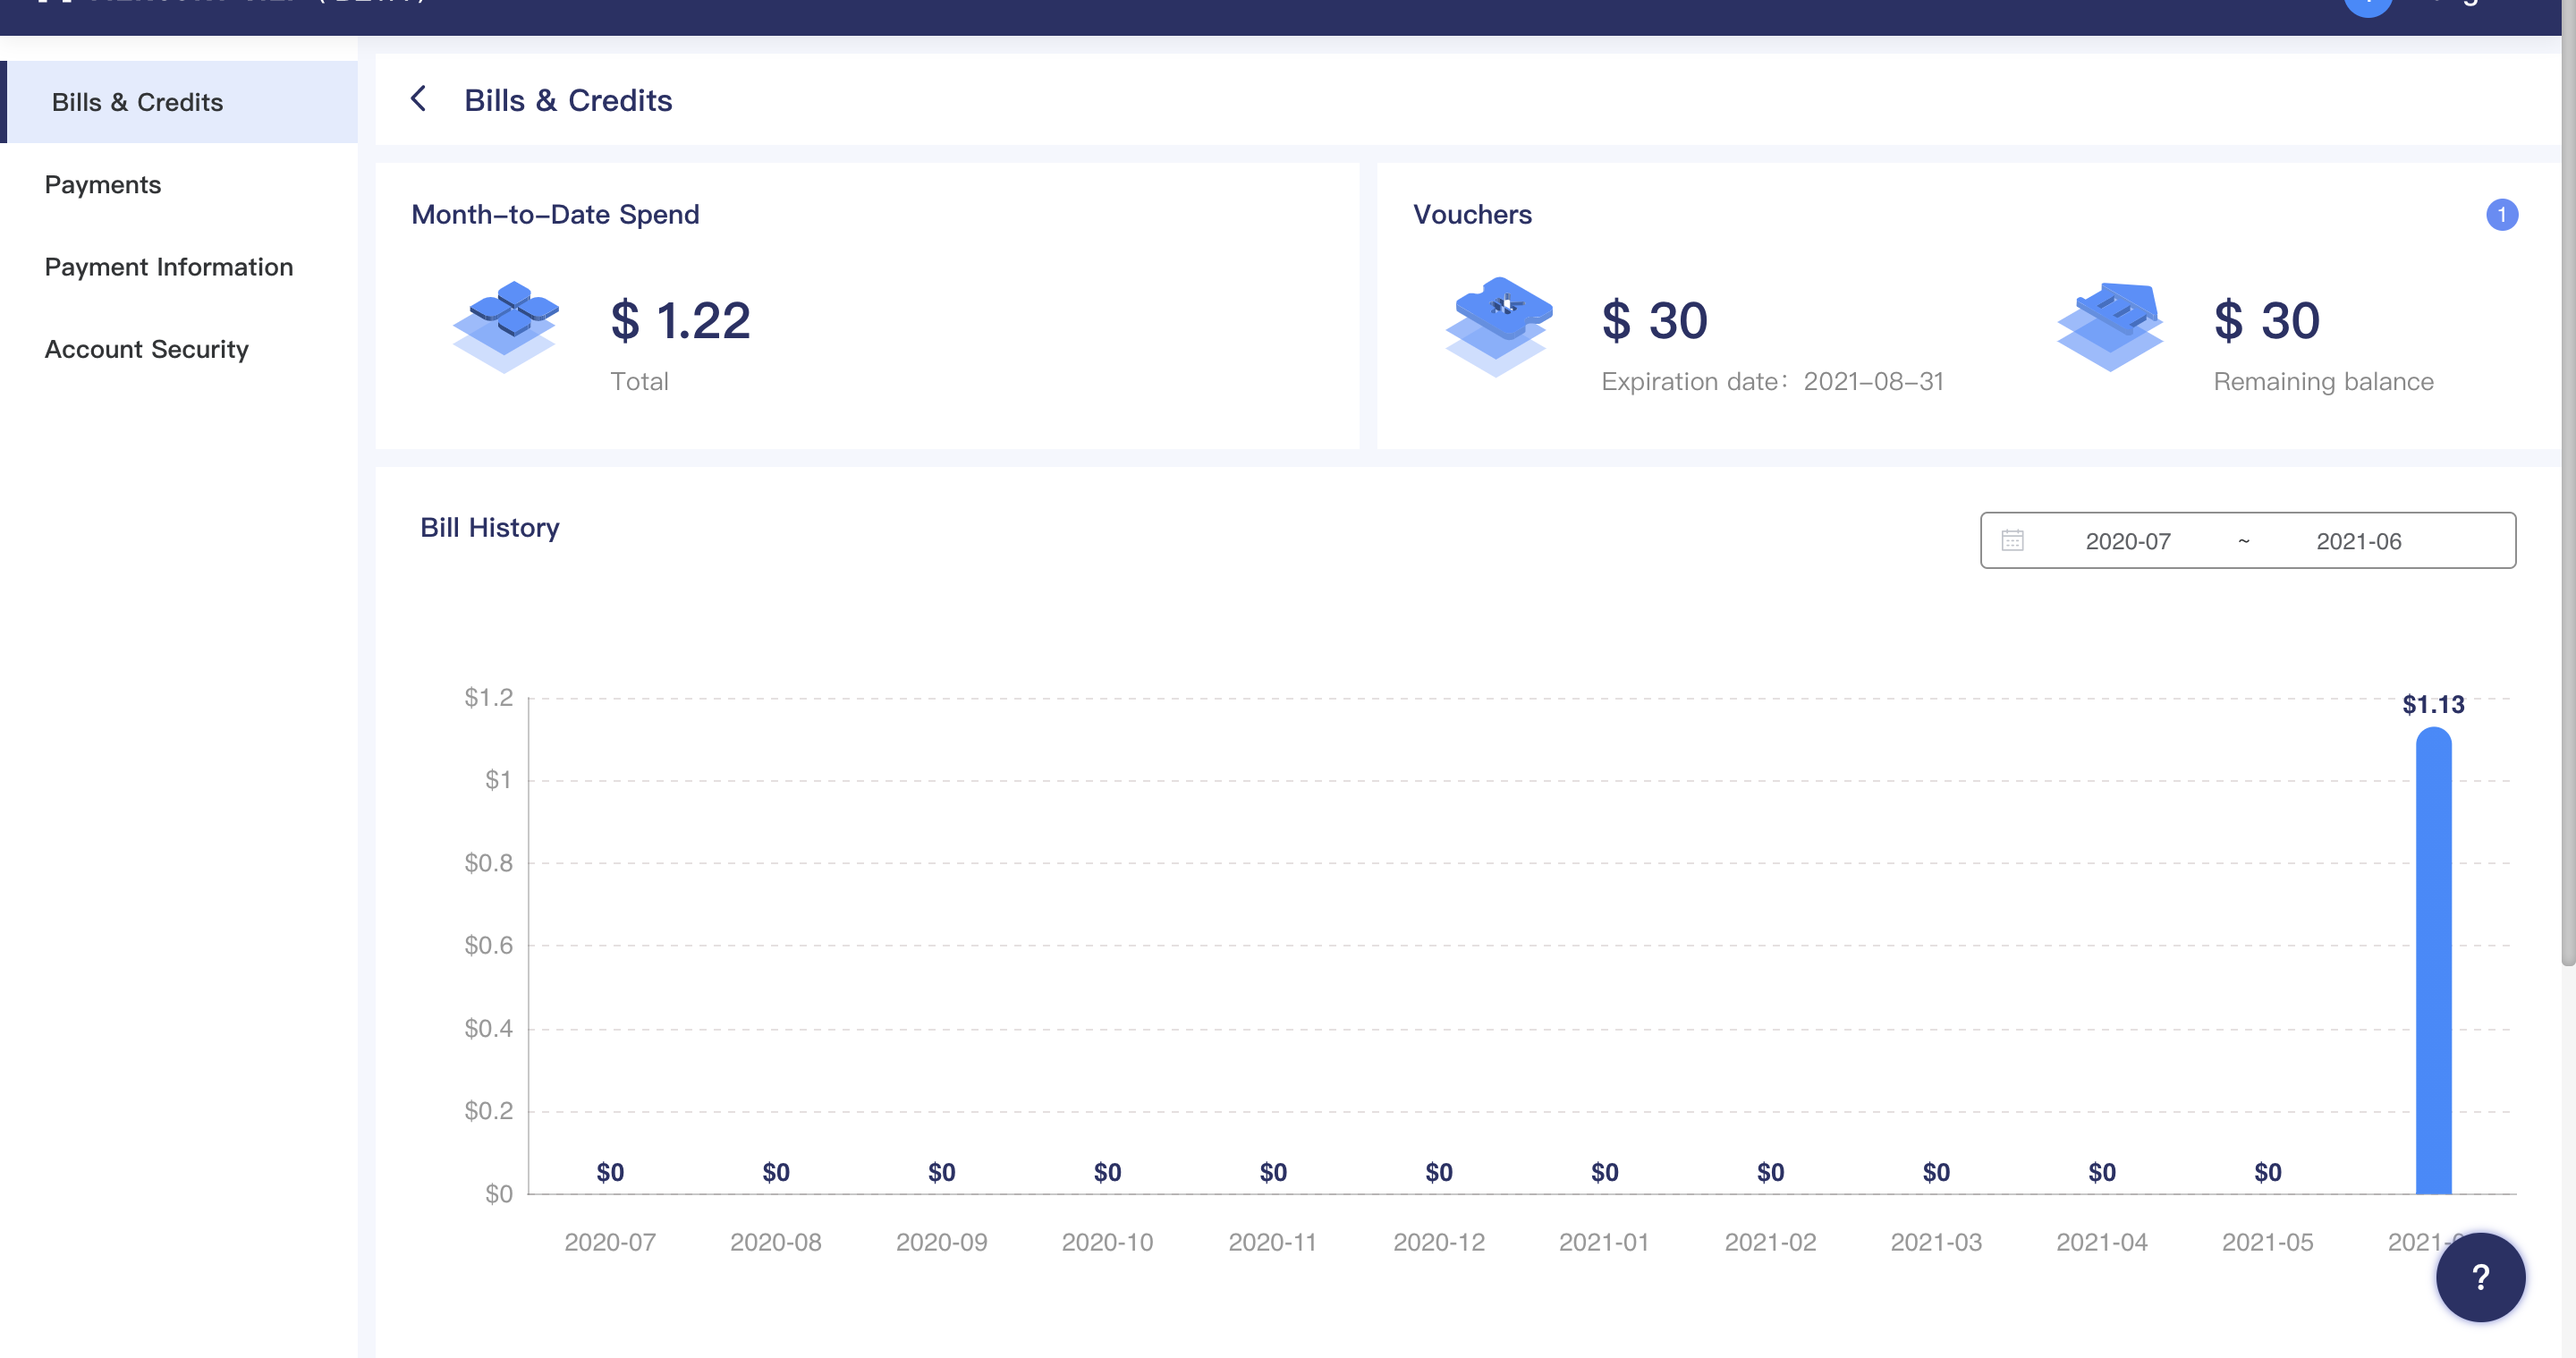 Bills & Credits
Payments
Payment Information
Account Security
Bills & Credits
Month-to-Date Spend
$ 1.22
Total
Vouchers
1
$ 30
Expiration date: 2021-08-31
$ 30
Remaining balance
Bill History
2020-07 ~ 2021-06
$1.2
$1
$0.8
$0.6
$0.4
$0.2
$0
$1.13
$0 $0 $0 $0 $0 $0 $0 $0 $0 $0 $0
2020-07 2020-08 2020-09 2020-10 2020-11 2020-12 2021-01 2021-02 2021-03 2021-04 2021-05
?